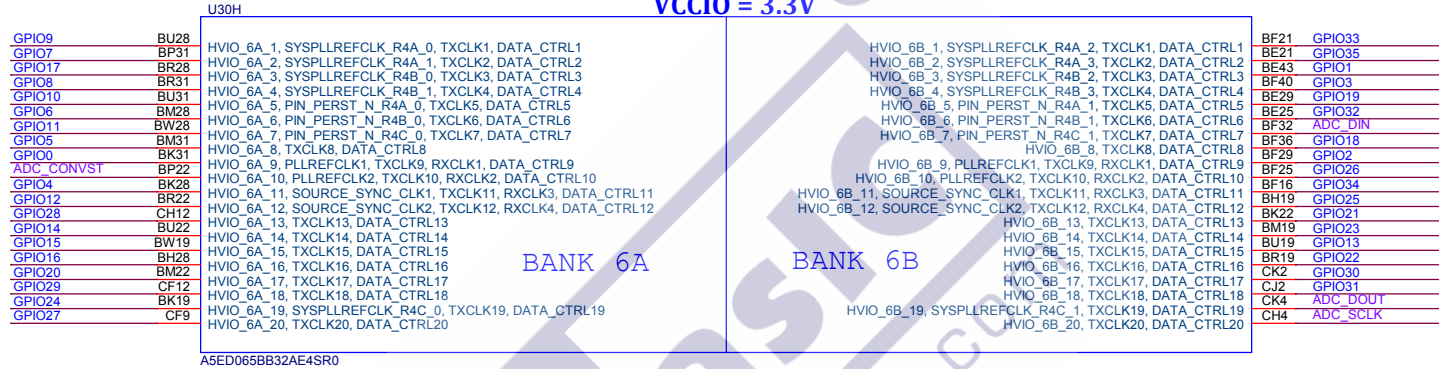 U30H
VCCIO = 3.3V
GPIO9 BU28 HVIO_6A_1, SYSPLLREFCLK_R4A_0, TXCLK1, DATA_CTRL1
GPIO7 BP31 HVIO_6A_2, SYSPLLREFCLK_R4A_1, TXCLK2, DATA_CTRL2
GPIO17 BR28 HVIO_6A_3, SYSPLLREFCLK_R4B_0, TXCLK3, DATA_CTRL3
GPIO8 BR31 HVIO_6A_4, SYSPLLREFCLK_R4B_1, TXCLK4, DATA_CTRL4
GPIO10 BU31 HVIO_6A_5, PIN_PERST_N_R4A_0, TXCLK5, DATA_CTRL5
GPIO6 BM28 HVIO_6A_6, PIN_PERST_N_R4B_0, TXCLK6, DATA_CTRL6
GPIO11 BW28 HVIO_6A_7, PIN_PERST_N_R4C_0, TXCLK7, DATA_CTRL7
GPIO5 BM31 HVIO_6A_8, TXCLK8, DATA_CTRL8
GPIO0 BK31 HVIO_6A_9, PLLREFCLK1, TXCLK9, RXCLK1, DATA_CTRL9
ADC_CONVST BP22 HVIO_6A_10, PLLREFCLK2, TXCLK10, RXCLK2, DATA_CTRL10
GPIO4 BK28 HVIO_6A_11, SOURCE_SYNC_CLK1, TXCLK11, RXCLK3, DATA_CTRL11
GPIO12 BR22 HVIO_6A_12, SOURCE_SYNC_CLK2, TXCLK12, RXCLK4, DATA_CTRL12
GPIO28 CH12 HVIO_6A_13, TXCLK13, DATA_CTRL13
GPIO14 BU22 HVIO_6A_14, TXCLK14, DATA_CTRL14
GPIO15 BW19 HVIO_6A_15, TXCLK15, DATA_CTRL15
GPIO16 BH28 HVIO_6A_16, TXCLK16, DATA_CTRL16
GPIO20 BM22 HVIO_6A_17, TXCLK17, DATA_CTRL17
GPIO29 CF12 HVIO_6A_18, TXCLK18, DATA_CTRL18
GPIO24 BK19 HVIO_6A_19, SYSPLLREFCLK_R4C_0, TXCLK19, DATA_CTRL19
GPIO27 CF9 HVIO_6A_20, TXCLK20, DATA_CTRL20
BANK 6A
BANK 6B
HVIO_6B_1, SYSPLLREFCLK_R4A_2, TXCLK1, DATA_CTRL1 BF21 GPIO33
HVIO_6B_2, SYSPLLREFCLK_R4A_3, TXCLK2, DATA_CTRL2 BE21 GPIO35
HVIO_6B_3, SYSPLLREFCLK_R4B_2, TXCLK3, DATA_CTRL3 BE43 GPIO1
HVIO_6B_4, SYSPLLREFCLK_R4B_3, TXCLK4, DATA_CTRL4 BF40 GPIO3
HVIO_6B_5, PIN_PERST_N_R4A_1, TXCLK5, DATA_CTRL5 BE29 GPIO19
HVIO_6B_6, PIN_PERST_N_R4B_1, TXCLK6, DATA_CTRL6 BE25 GPIO32
HVIO_6B_7, PIN_PERST_N_R4C_1, TXCLK7, DATA_CTRL7 BF32 ADC_DIN
HVIO_6B_8, TXCLK8, DATA_CTRL8 BF36 GPIO18
HVIO_6B_9, PLLREFCLK1, TXCLK9, RXCLK1, DATA_CTRL9 BF29 GPIO2
HVIO_6B_10, PLLREFCLK2, TXCLK10, RXCLK2, DATA_CTRL10 BF25 GPIO26
HVIO_6B_11, SOURCE_SYNC_CLK1, TXCLK11, RXCLK3, DATA_CTRL11 BF16 GPIO34
HVIO_6B_12, SOURCE_SYNC_CLK2, TXCLK12, RXCLK4, DATA_CTRL12 BH19 GPIO25
HVIO_6B_13, TXCLK13, DATA_CTRL13 BK22 GPIO21
HVIO_6B_14, TXCLK14, DATA_CTRL14 BM19 GPIO23
HVIO_6B_15, TXCLK15, DATA_CTRL15 BU19 GPIO13
HVIO_6B_16, TXCLK16, DATA_CTRL16 BR19 GPIO22
HVIO_6B_17, TXCLK17, DATA_CTRL17 CK2 GPIO30
HVIO_6B_18, TXCLK18, DATA_CTRL18 CJ2 GPIO31
HVIO_6B_19, SYSPLLREFCLK_R4C_1, TXCLK19, DATA_CTRL19 CK4 ADC_DOUT
HVIO_6B_20, TXCLK20, DATA_CTRL20 CH4 ADC_SCLK
A5ED065BB32AE4SR0